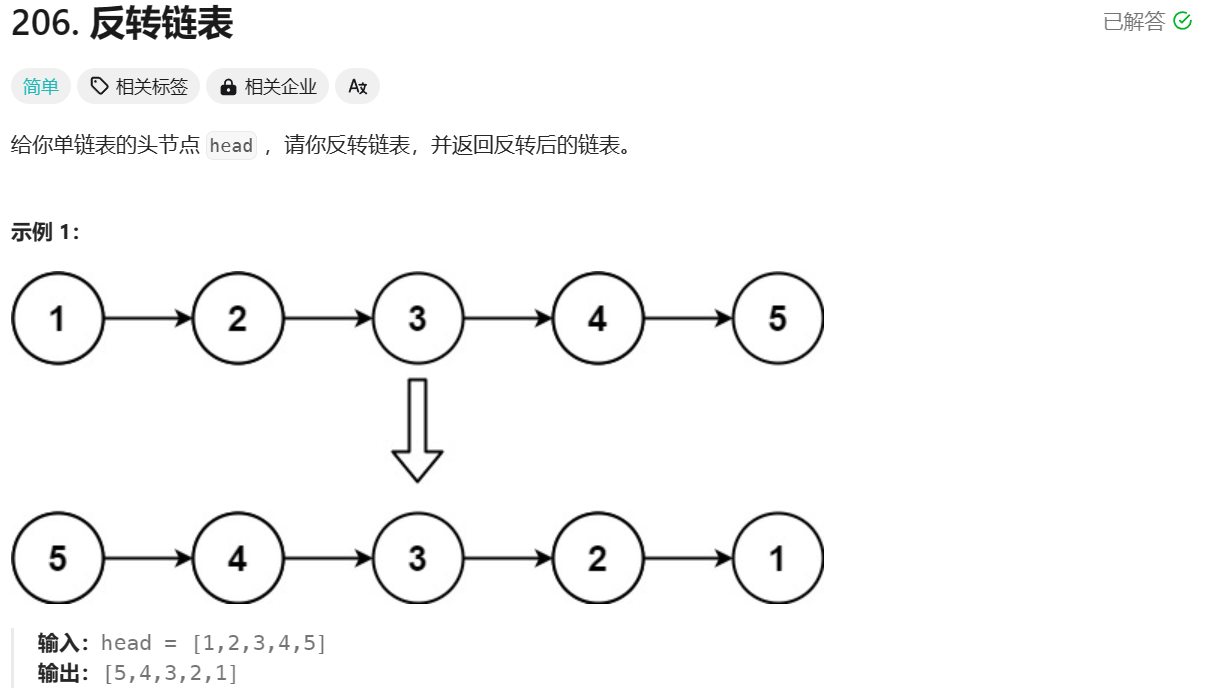 206. 反转链表
已解答
简单 相关标签 相关企业 A文
给你单链表的头节点 head ，请你反转链表，并返回反转后的链表。
示例 1：
1 2 3 4 5
5 4 3 2 1
输入：head = [1,2,3,4,5]
输出：[5,4,3,2,1]